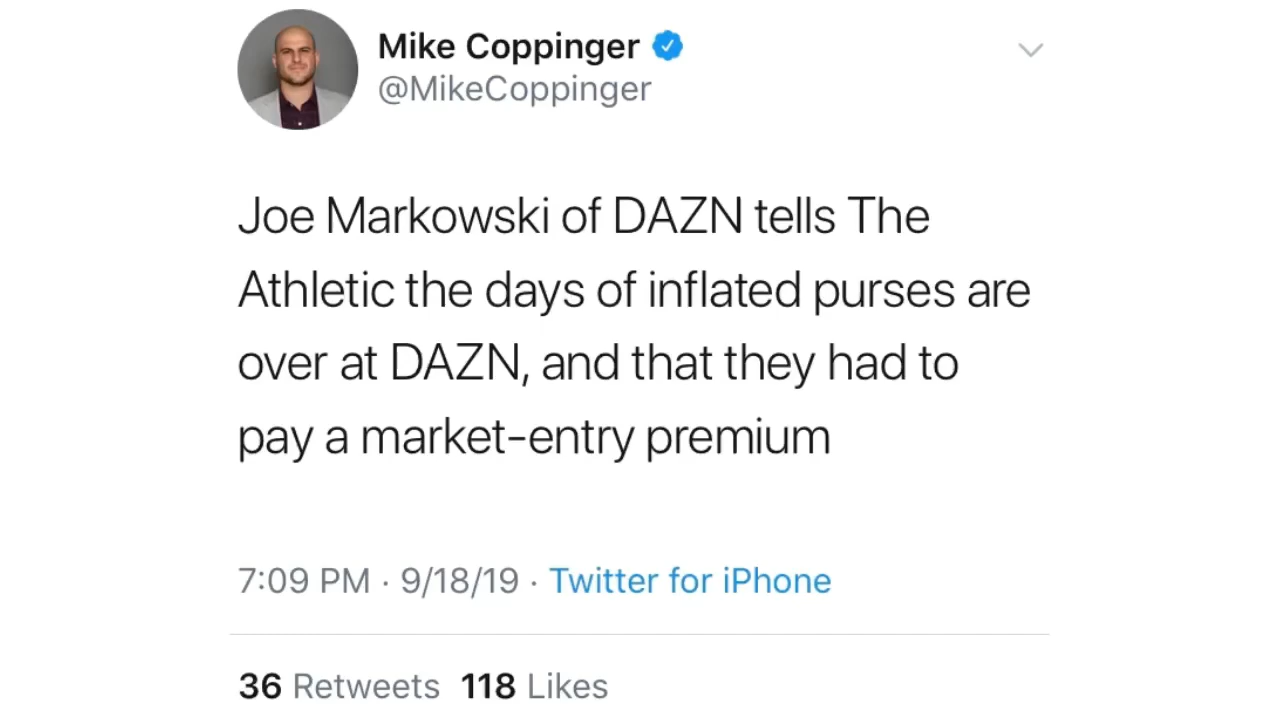 Mike Coppinger
@MikeCoppinger
Joe Markowski of DAZN tells The
Athletic the days of inflated purses are
over at DAZN, and that they had to
pay a market-entry premium
7:09 PM · 9/18/19 · Twitter for iPhone
36 Retweets 118 Likes